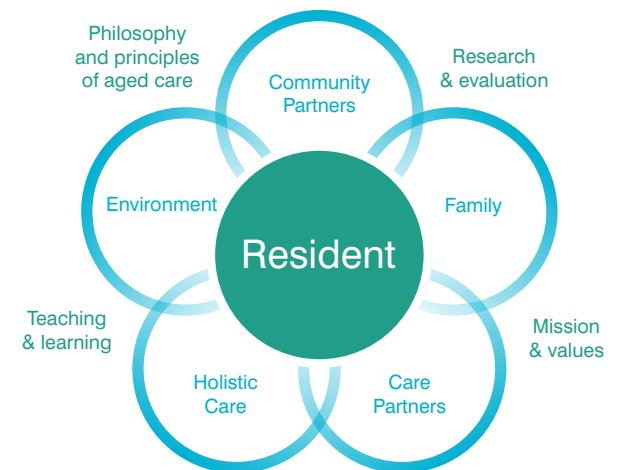 Philosophy
and principles
of aged care
Community
Partners
Research
& evaluation
Environment
Family
Resident
Teaching
& learning
Mission
& values
Holistic
Care
Care
Partners